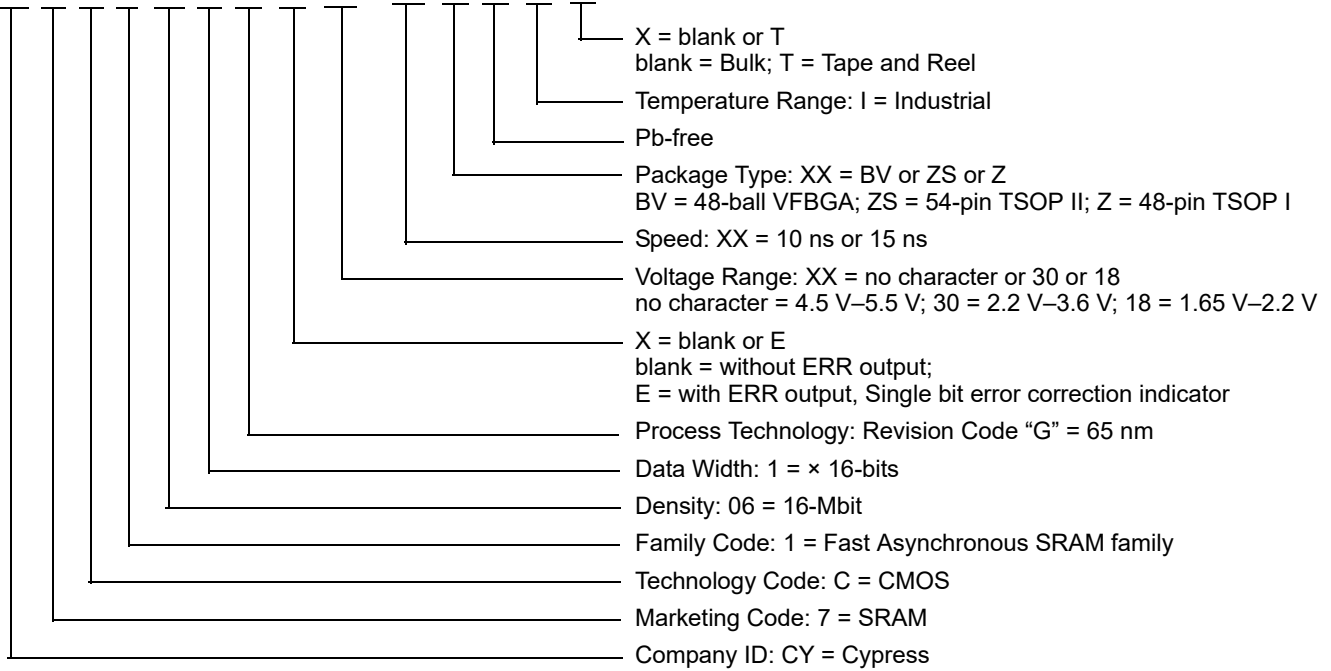 X = blank or T
blank = Bulk; T = Tape and Reel
Temperature Range: I = Industrial
Pb-free
Package Type: XX = BV or ZS or Z
BV = 48-ball VFBGA; ZS = 54-pin TSOP II; Z = 48-pin TSOP I
Speed: XX = 10 ns or 15 ns
Voltage Range: XX = no character or 30 or 18
no character = 4.5 V–5.5 V; 30 = 2.2 V–3.6 V; 18 = 1.65 V–2.2 V
X = blank or E
blank = without ERR output;
E = with ERR output, Single bit error correction indicator
Process Technology: Revision Code “G” = 65 nm
Data Width: 1 = × 16-bits
Density: 06 = 16-Mbit
Family Code: 1 = Fast Asynchronous SRAM family
Technology Code: C = CMOS
Marketing Code: 7 = SRAM
Company ID: CY = Cypress